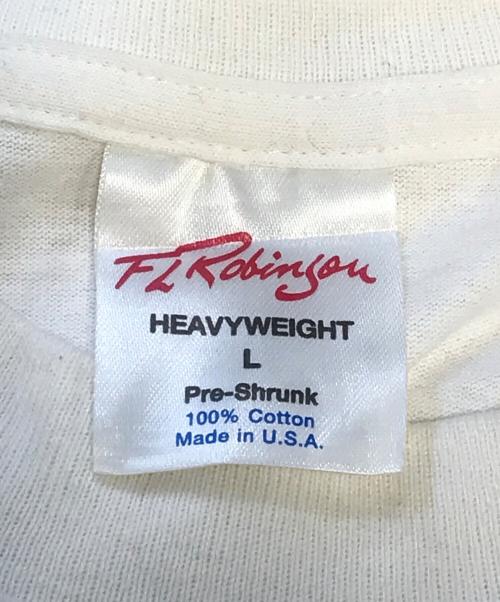 FL Robinson
HEAVYWEIGHT
L
Pre-Shrunk
100% Cotton
Made in U.S.A.